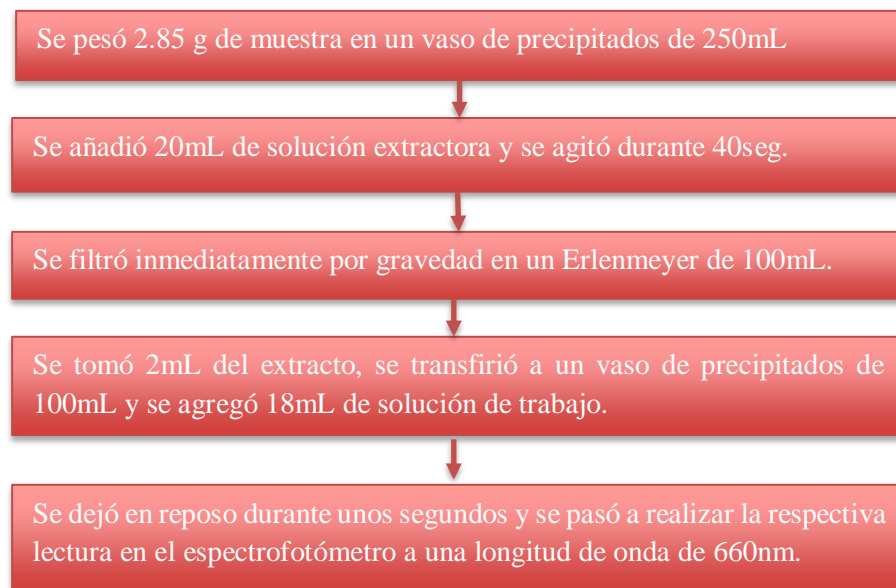 Se pesó 2.85 g de muestra en un vaso de precipitados de 250mL
Se añadió 20mL de solución extractora y se agitó durante 40seg.
Se filtró inmediatamente por gravedad en un Erlenmeyer de 100mL.
Se tomó 2mL del extracto, se transfirió a un vaso de precipitados de
100mL y se agregó 18mL de solución de trabajo.
Se dejó en reposo durante unos segundos y se pasó a realizar la respectiva
lectura en el espectrofotómetro a una longitud de onda de 660nm.